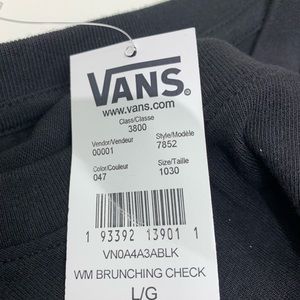 VANS®
www.vans.com
Class/Classe
3800
Vendor/Vendeur Style/Modèle
00001 7852
Color/Couleur Size/Taille
047 1030
1 93392 13901 1
VN0A4A3ABLK
WM BRUNCHING CHECK
L/G